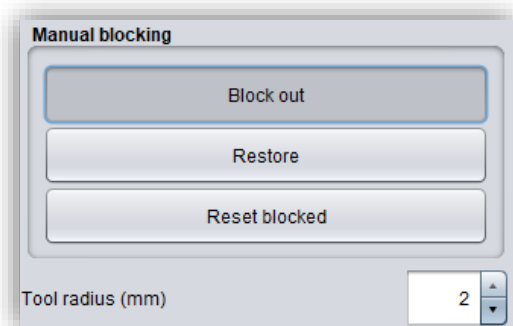 Manual blocking
Block out
Restore
Reset blocked
Tool radius (mm) 2